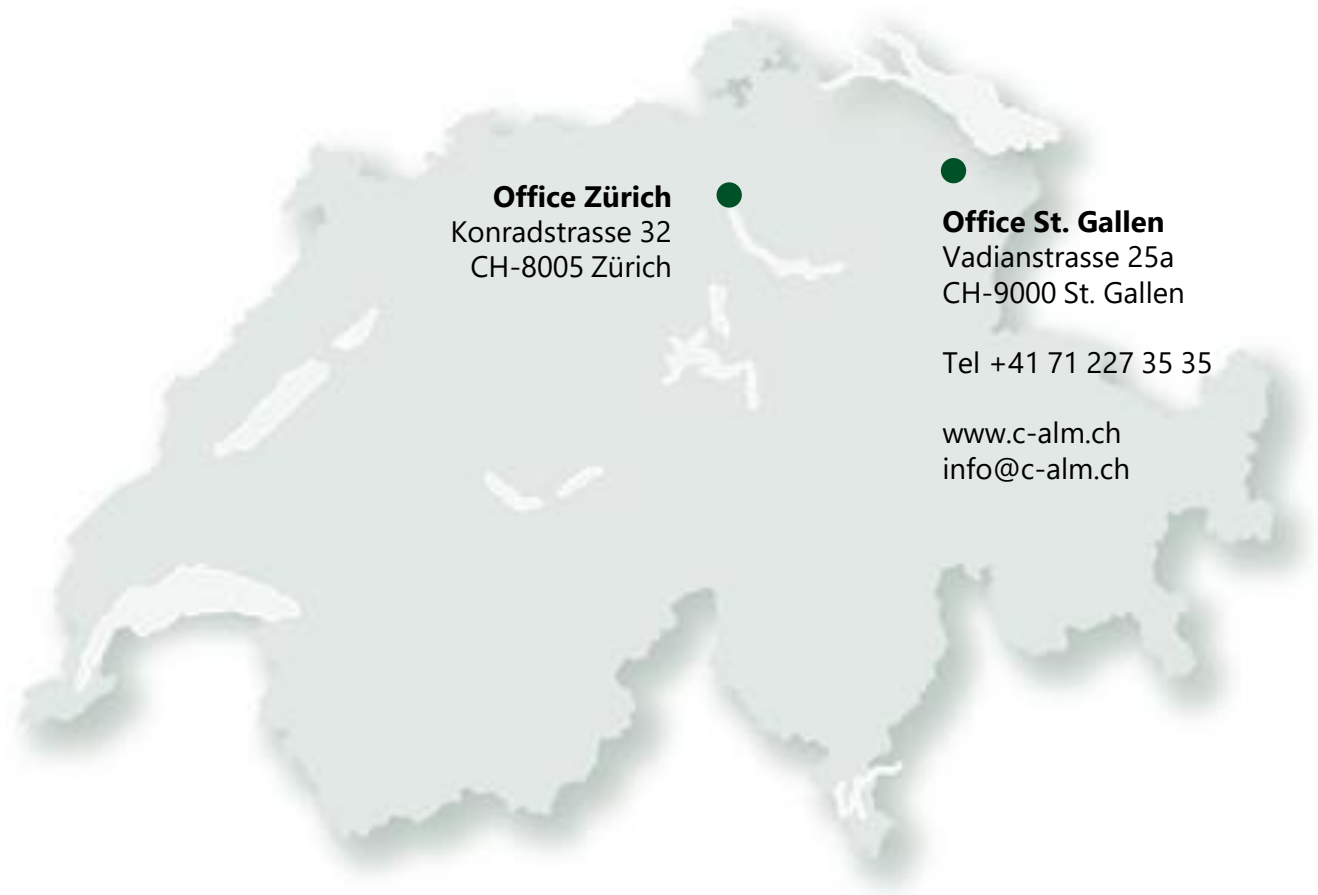 Office Zürich
Konradstrasse 32
CH-8005 Zürich
Office St. Gallen
Vadianstrasse 25a
CH-9000 St. Gallen
Tel +41 71 227 35 35
www.c-alm.ch
info@c-alm.ch